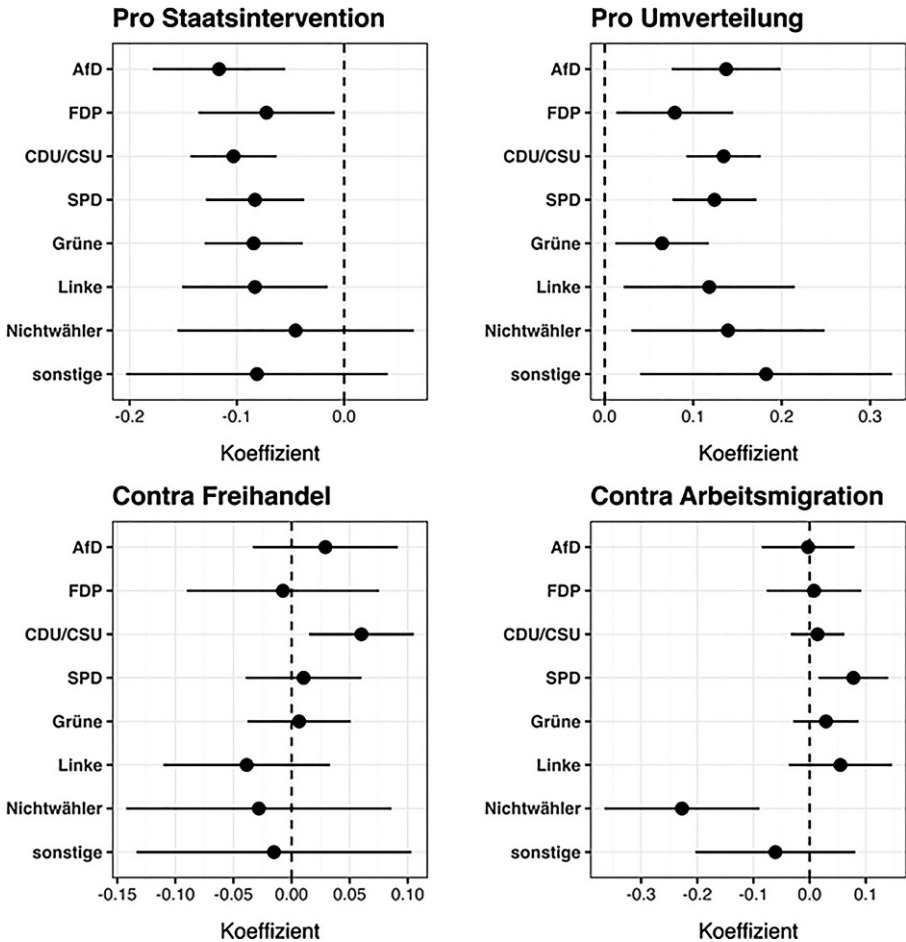 Pro Staatsintervention
AfD
FDP
CDU/CSU
SPD
Grüne
Linke
Nichtwähler
sonstige
-0.2 -0.1 0.0
Koeffizient
Pro Umverteilung
AfD
FDP
CDU/CSU
SPD
Grüne
Linke
Nichtwähler
sonstige
0.0 0.1 0.2 0.3
Koeffizient
Contra Freihandel
AfD
FDP
CDU/CSU
SPD
Grüne
Linke
Nichtwähler
sonstige
-0.15 -0.10 -0.05 0.00 0.05 0.10
Koeffizient
Contra Arbeitsmigration
AfD
FDP
CDU/CSU
SPD
Grüne
Linke
Nichtwähler
sonstige
-0.3 -0.2 -0.1 0.0 0.1
Koeffizient